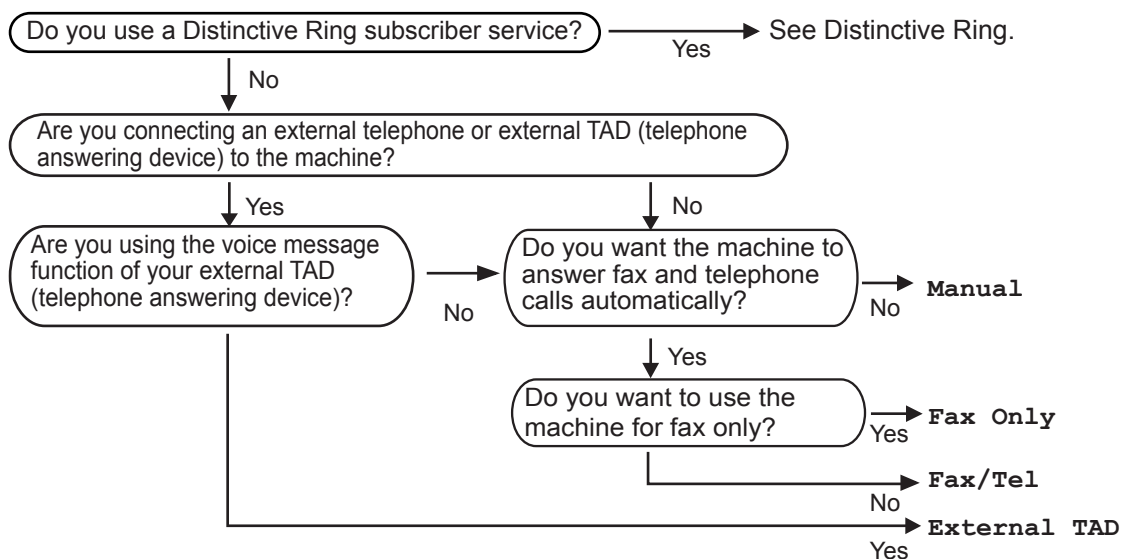 Do you use a Distinctive Ring subscriber service?
Yes
See Distinctive Ring.
No
Are you connecting an external telephone or external TAD (telephone
answering device) to the machine?
Yes
No
Are you using the voice message
function of your external TAD
(telephone answering device)?
No
Do you want the machine to
answer fax and telephone
calls automatically?
No
Manual
Yes
Do you want to use the
machine for fax only?
Yes
Fax Only
No
Fax/Tel
Yes
External TAD